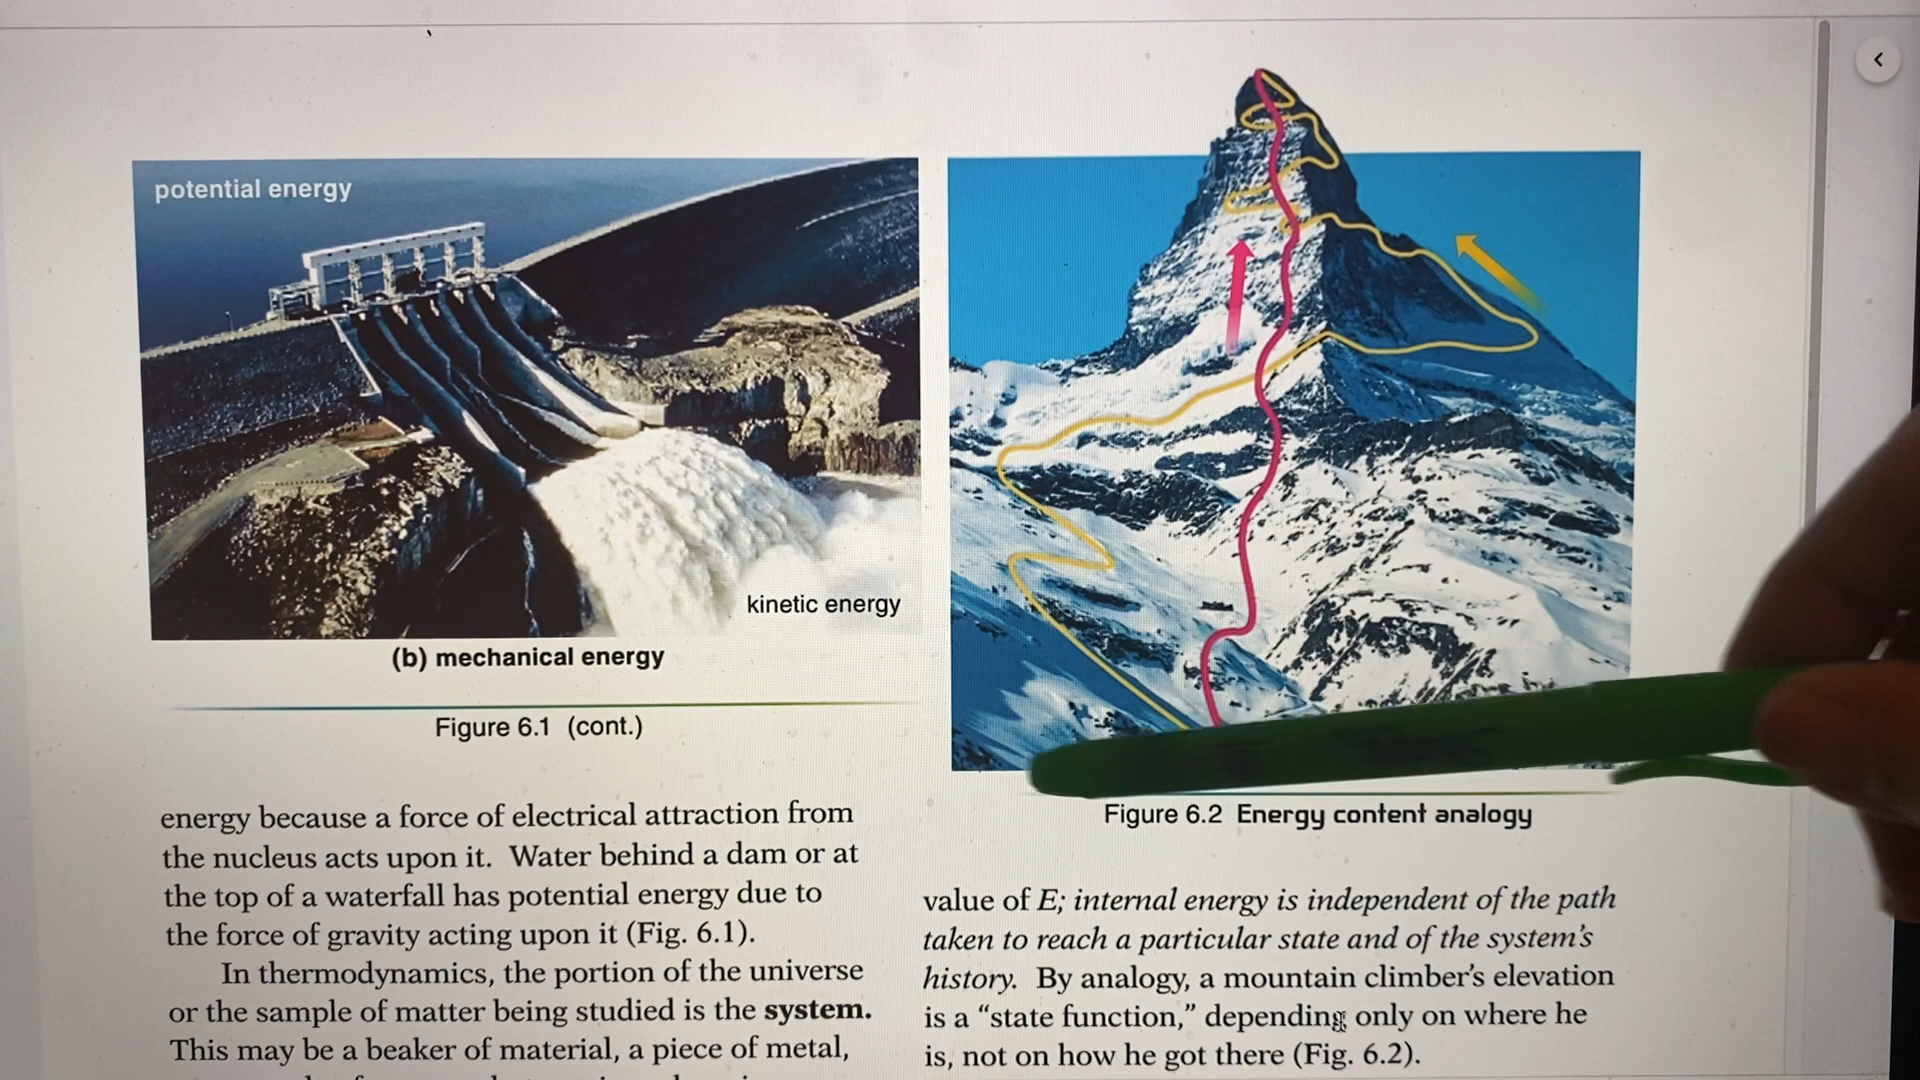 potential energy
kinetic energy
(b) mechanical energy
Figure 6.1 (cont.)
energy because a force of electrical attraction from
the nucleus acts upon it. Water behind a dam or at
the top of a waterfall has potential energy due to
the force of gravity acting upon it (Fig. 6.1).
In thermodynamics, the portion of the universe
or the sample of matter being studied is the system.
This may be a beaker of material, a piece of metal,
Figure 6.2 Energy content analogy
value of E; internal energy is independent of the path
taken to reach a particular state and of the system's
history. By analogy, a mountain climber's elevation
is a “state function,” depending only on where he
is, not on how he got there (Fig. 6.2).